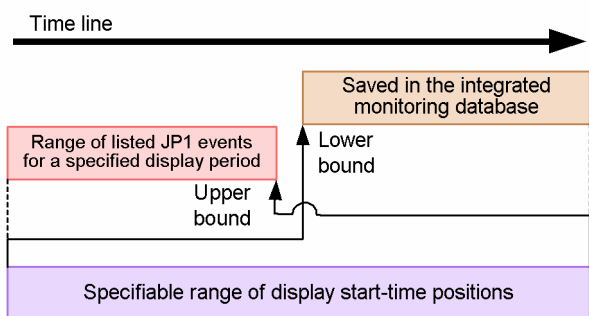 Time line
Saved in the integrated
monitoring database
Range of listed JP1 events
for a specified display period
Lower
bound
Upper
bound
Specifiable range of display start-time positions